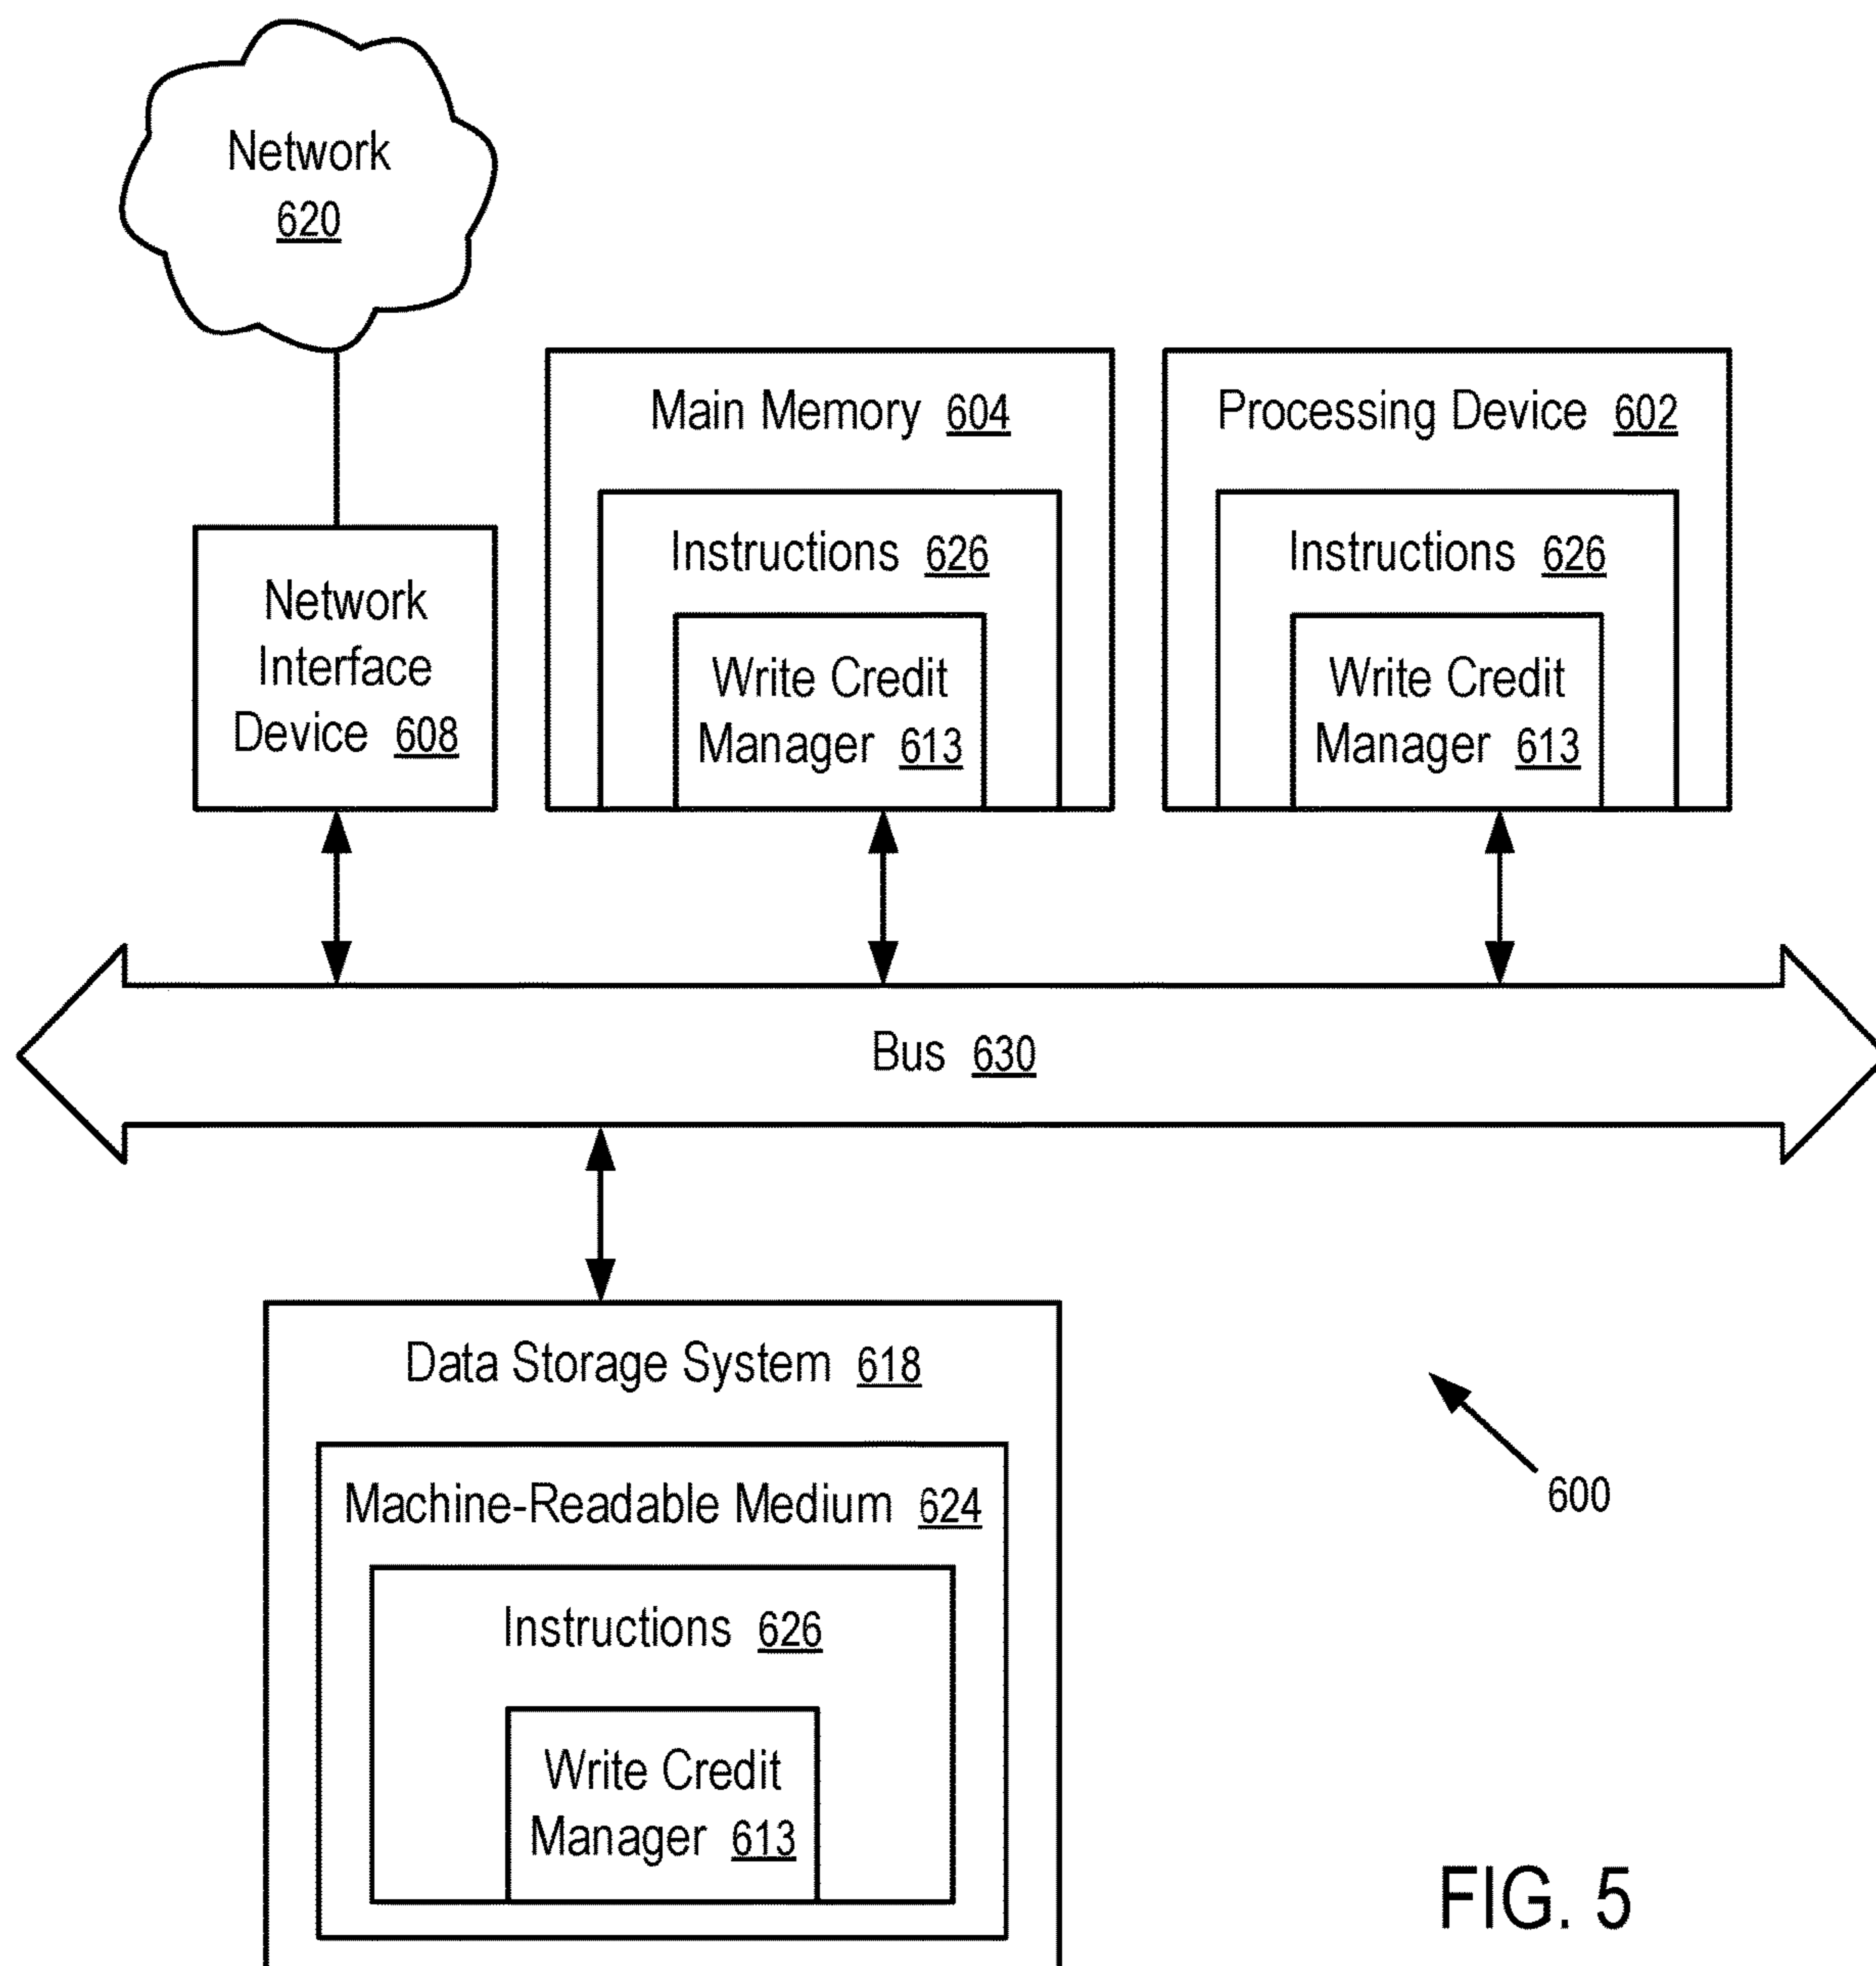 Network
620
Main Memory 604
Processing Device 602
Instructions 626
Instructions 626
Network
Interface
Device 608
Write Credit
Manager 613
Write Credit
Manager 613
Bus 630
Data Storage System 618
Machine-Readable Medium 624
600
Instructions 626
Write Credit
Manager 613
FIG. 5